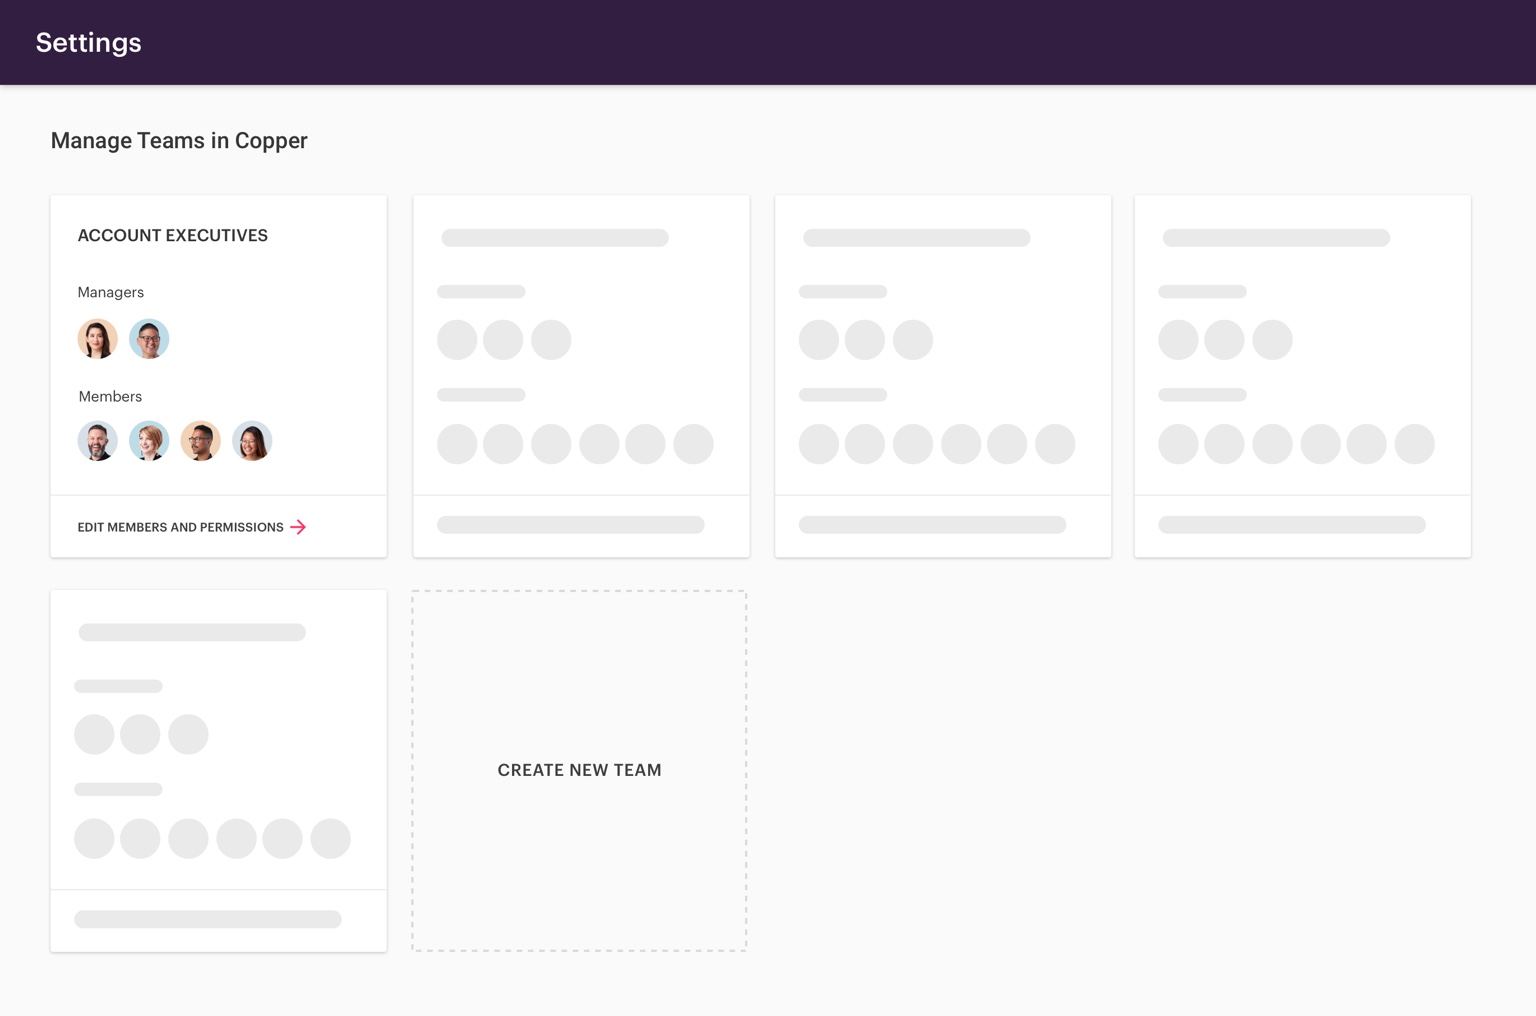 Settings
Manage Teams in Copper
ACCOUNT EXECUTIVES
Managers
Members
EDIT MEMBERS AND PERMISSIONS
CREATE NEW TEAM